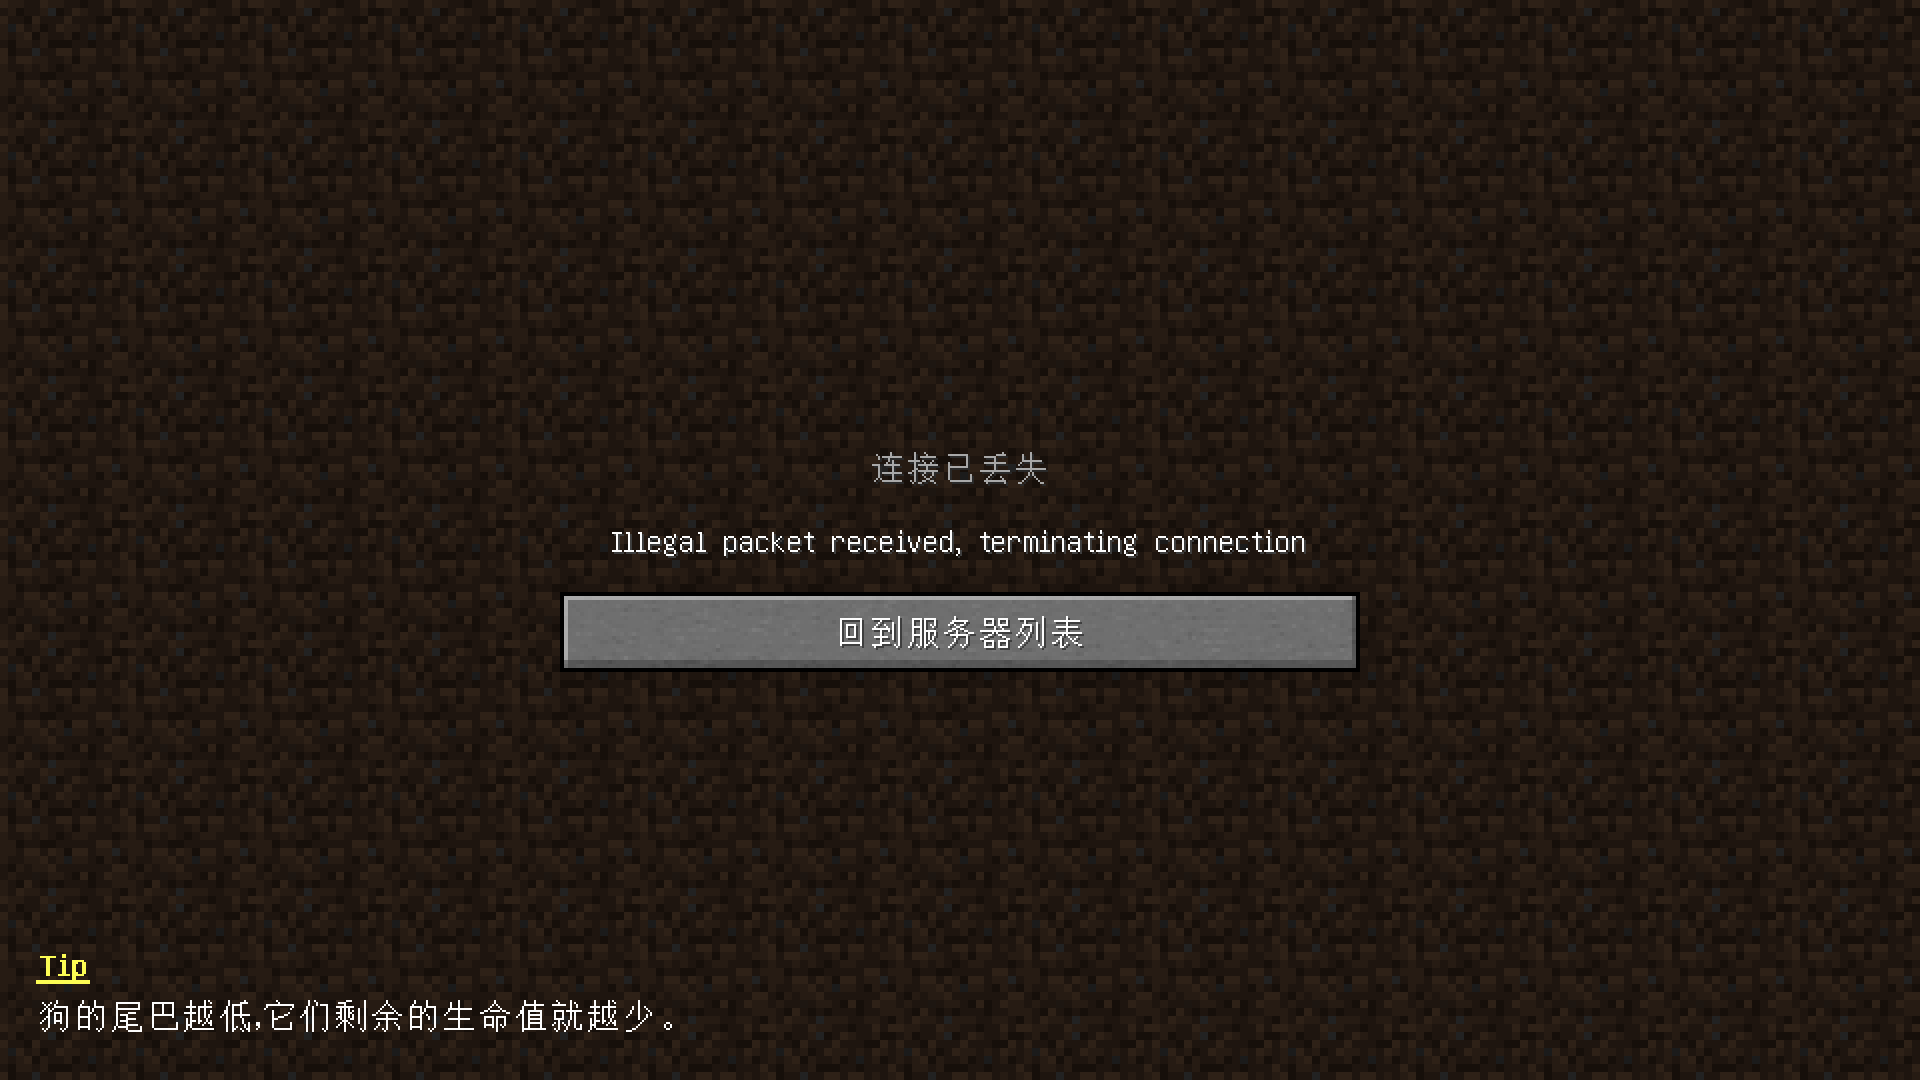 连接已丢失
Illegal packet received, terminating connection
回到服务器列表
Tip
狗的尾巴越低,它们剩余的生命值就越少。